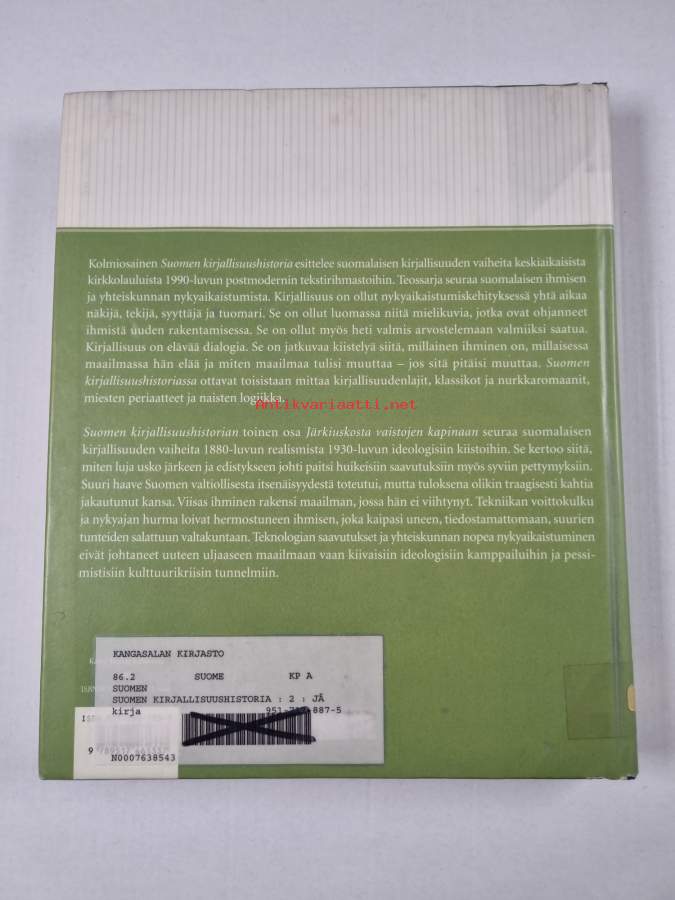 Kolmiosainen Suomen kirjallisuushistoria esittelee suomalaisen kirjallisuuden vaiheita keskiaikaisista
kirkkolauluista 1990-luvun postmodernin tekstirihmastoihin. Teossarja seuraa suomalaisen ihmisen
ja yhteiskunnan nykyaikaistumista. Kirjallisuus on ollut nykyaikaistumiskehityksessä yhtä aikaa
näkijä, tekijä, syyttäjä ja tuomari. Se on ollut luomassa niitä mielikuvia, jotka ovat ohjanneet
ihmistä uuden rakentamisessa. Se on ollut myös heti valmis arvostelemaan valmiiksi saatua.
Kirjallisuus on elävää dialogia. Se on jatkuvaa kiistelyä siitä, millainen ihminen on, millaisessa
maailmassa hän elää ja miten maailmaa tulisi muuttaa – jos sitä pitäisi muuttaa. Suomen
kirjallisuushistoriassa ottavat toisistaan mittaa kirjallisuudenlajit, klassikot ja nurkkaromaanit,
miesten periaatteet ja naisten logiikka.
Antikvariaatti.net
Suomen kirjallisuushistorian toinen osa Järkiuskosta vaistojen kapinaan seuraa suomalaisen
kirjallisuuden vaiheita 1880-luvun realismista 1930-luvun ideologisiin kiistoihin. Se kertoo siitä,
miten luja usko järkeen ja edistykseen johti paitsi huikeisiin saavutuksiin myös syviin pettymyksiin.
Suuri haave Suomen valtiollisesta itsenäisyydestä toteutui, mutta tuloksena olikin traagisesti kahtia
jakautunut kansa. Viisas ihminen rakensi maailman, jossa hän ei viihtynyt. Tekniikan voittokulku
ja nykyajan hurma loivat hermostuneen ihmisen, joka kaipasi uneen, tiedostamattomaan, suurien
tunteiden salattuun valtakuntaan. Teknologian saavutukset ja yhteiskunnan nopea nykyaikaistuminen
eivät johtaneet uuteen uljaaseen maailmaan vaan kiivaisiin ideologisiin kamppailuihin ja pessi-
mistisiin kulttuurikriisin tunnelmiin.
KANGASALAN KIRJASTO
86.2 SUOME KP A
SUOMEN
SUOMEN KIRJALLISUUSHISTORIA : 2 : JÄ
kirja 887-5
N0007638543